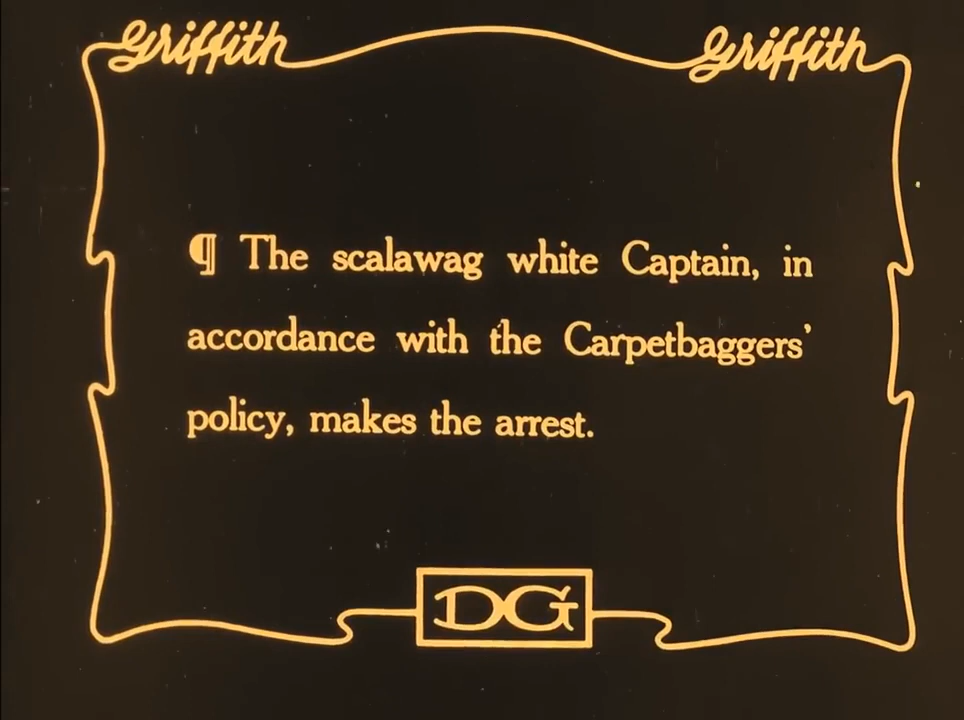 Griffith Griffith
¶ The scalawag white Captain, in
accordance with the Carpetbaggers'
policy, makes the arrest.
DG